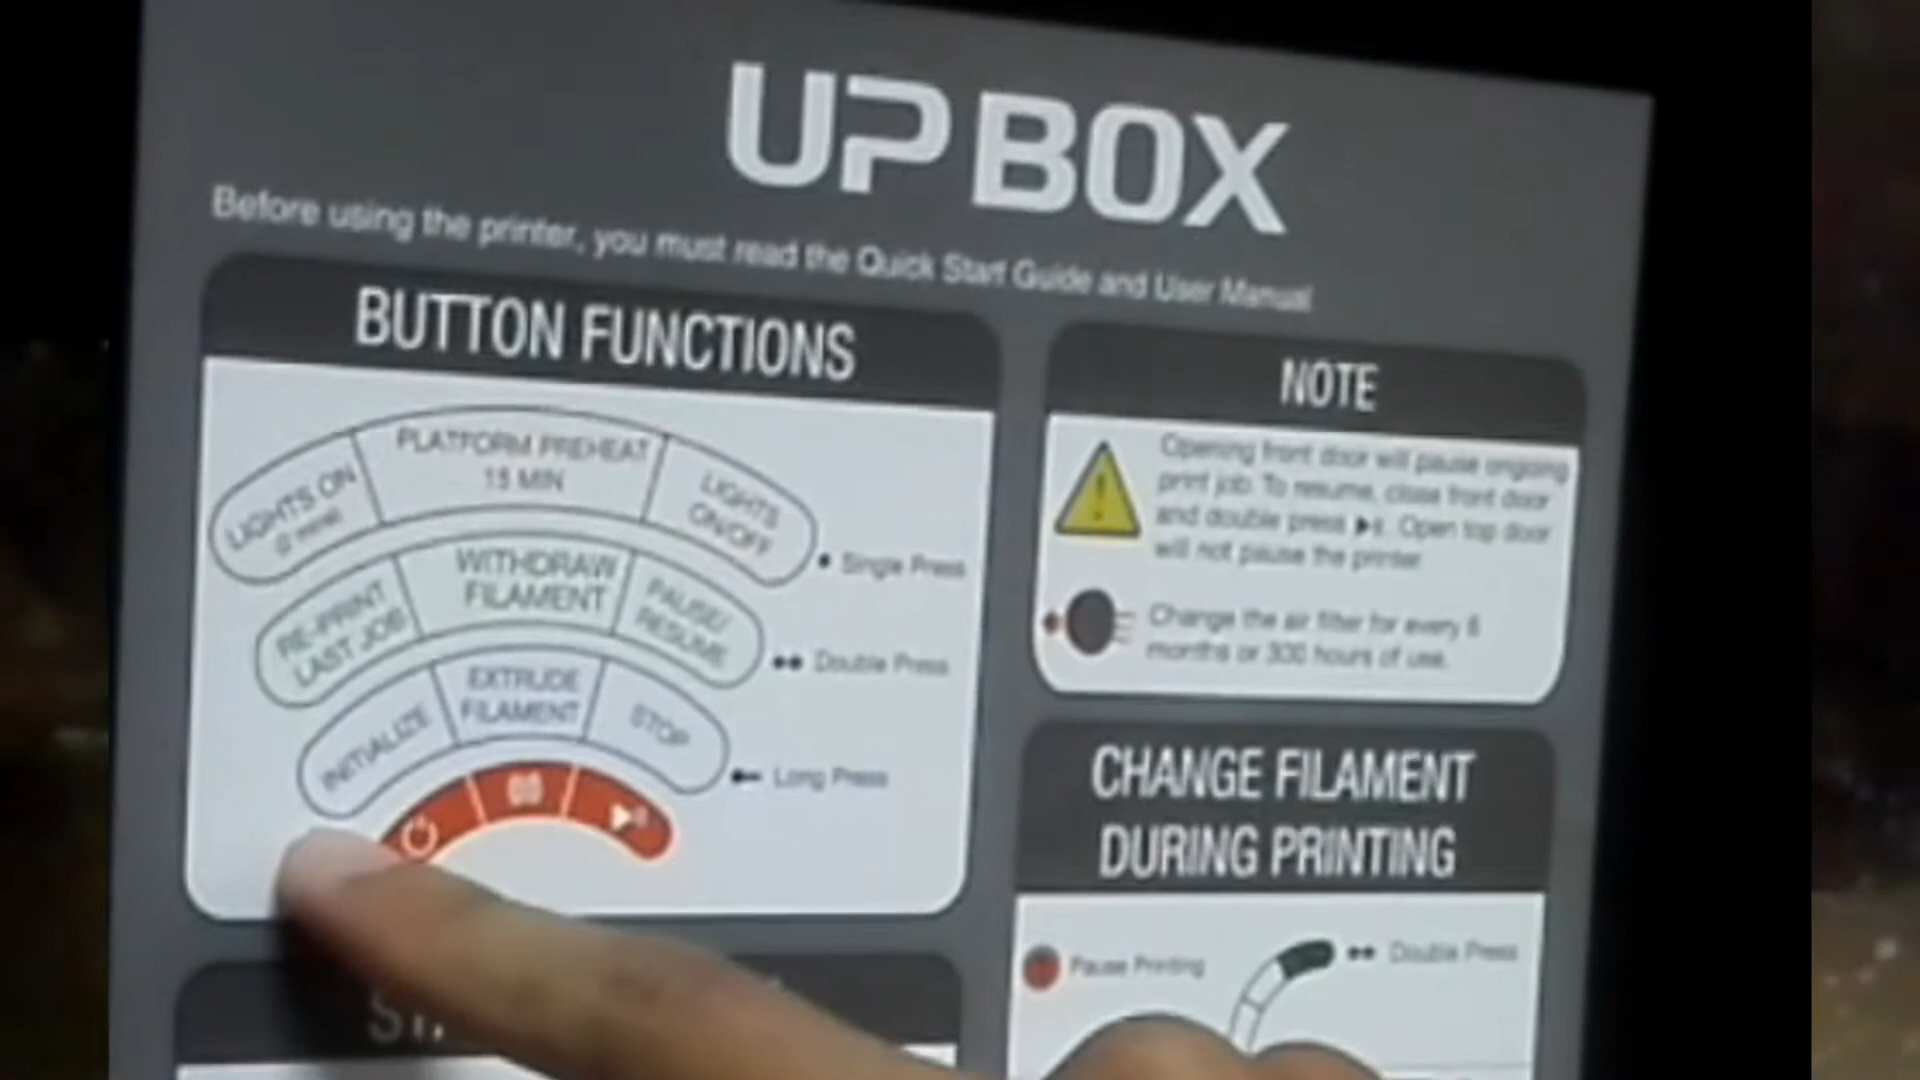 UP BOX
Before using the printer, you must read the Quick Start Guide and User Manual.
BUTTON FUNCTIONS
LIGHTS ON
PLATFORM PREHEAT
15 MIN
LIGHTS
ON/OFF
Single Press
RE-PRINT
LAST JOB
WITHDRAW
FILAMENT
PAUSE/
RESUME
Double Press
INITIALIZE
EXTRUDE
FILAMENT
STOP
Long Press
NOTE
Opening front door will pause ongoing
print job. To resume, close front door
and double press. Open top door
will not pause the printer.
Change the air filter for every 6
months or 300 hours of use.
CHANGE FILAMENT
DURING PRINTING
Pause Printing
Double Press